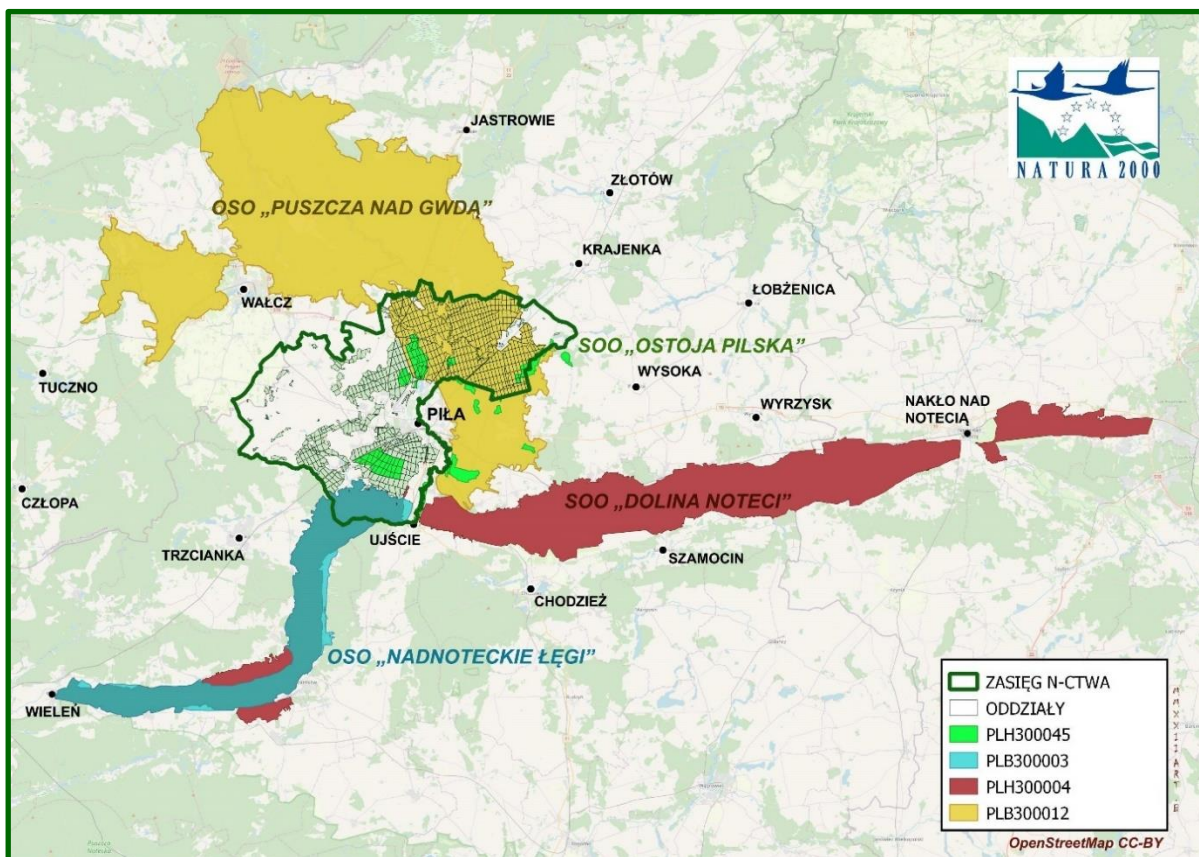 JASTROWIE
NATURA 2000
ZŁOTÓW
OSO „PUSZCZA NAD GWDĄ”
KRAJENKA
WAŁCZ
ŁOBŻENICA
SOO „OSTOJA PILSKA”
TUCZNO
WYSOKA
PIŁA
WYRZYSK
NAKŁO NAD
NOTECIĄ
CZŁOPA
SOO „DOLINA NOTECI”
UJŚCIE
TRZCIANKA
SZAMOCIN
CHODZIEŻ
OSO „NADNOTECKIE ŁĘGI”
WIELEŃ
ZASIĘG N-CTWA
ODDZIAŁY
PLH300045
PLB300003
PLH300004
PLB300012
OpenStreetMap CC-BY